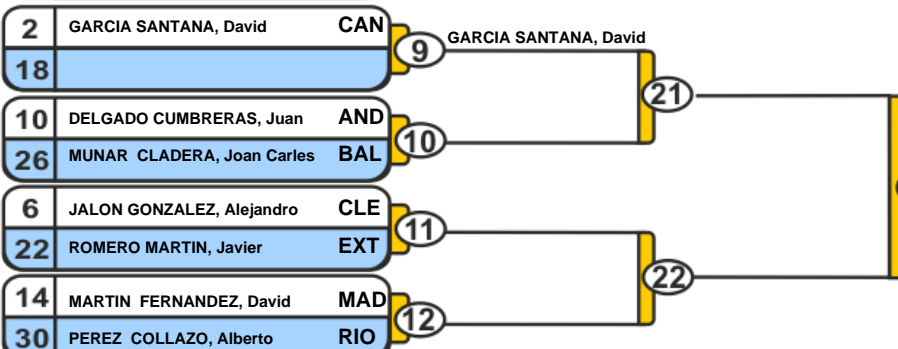 2 GARCIA SANTANA, David CAN
9
GARCIA SANTANA, David
18
21
10 DELGADO CUMBRERAS, Juan AND
10
26 MUNAR CLADERA, Joan Carles BAL
6 JALON GONZALEZ, Alejandro CLE
11
22 ROMERO MARTIN, Javier EXT
22
14 MARTIN FERNANDEZ, David MAD
12
30 PEREZ COLLAZO, Alberto RIO